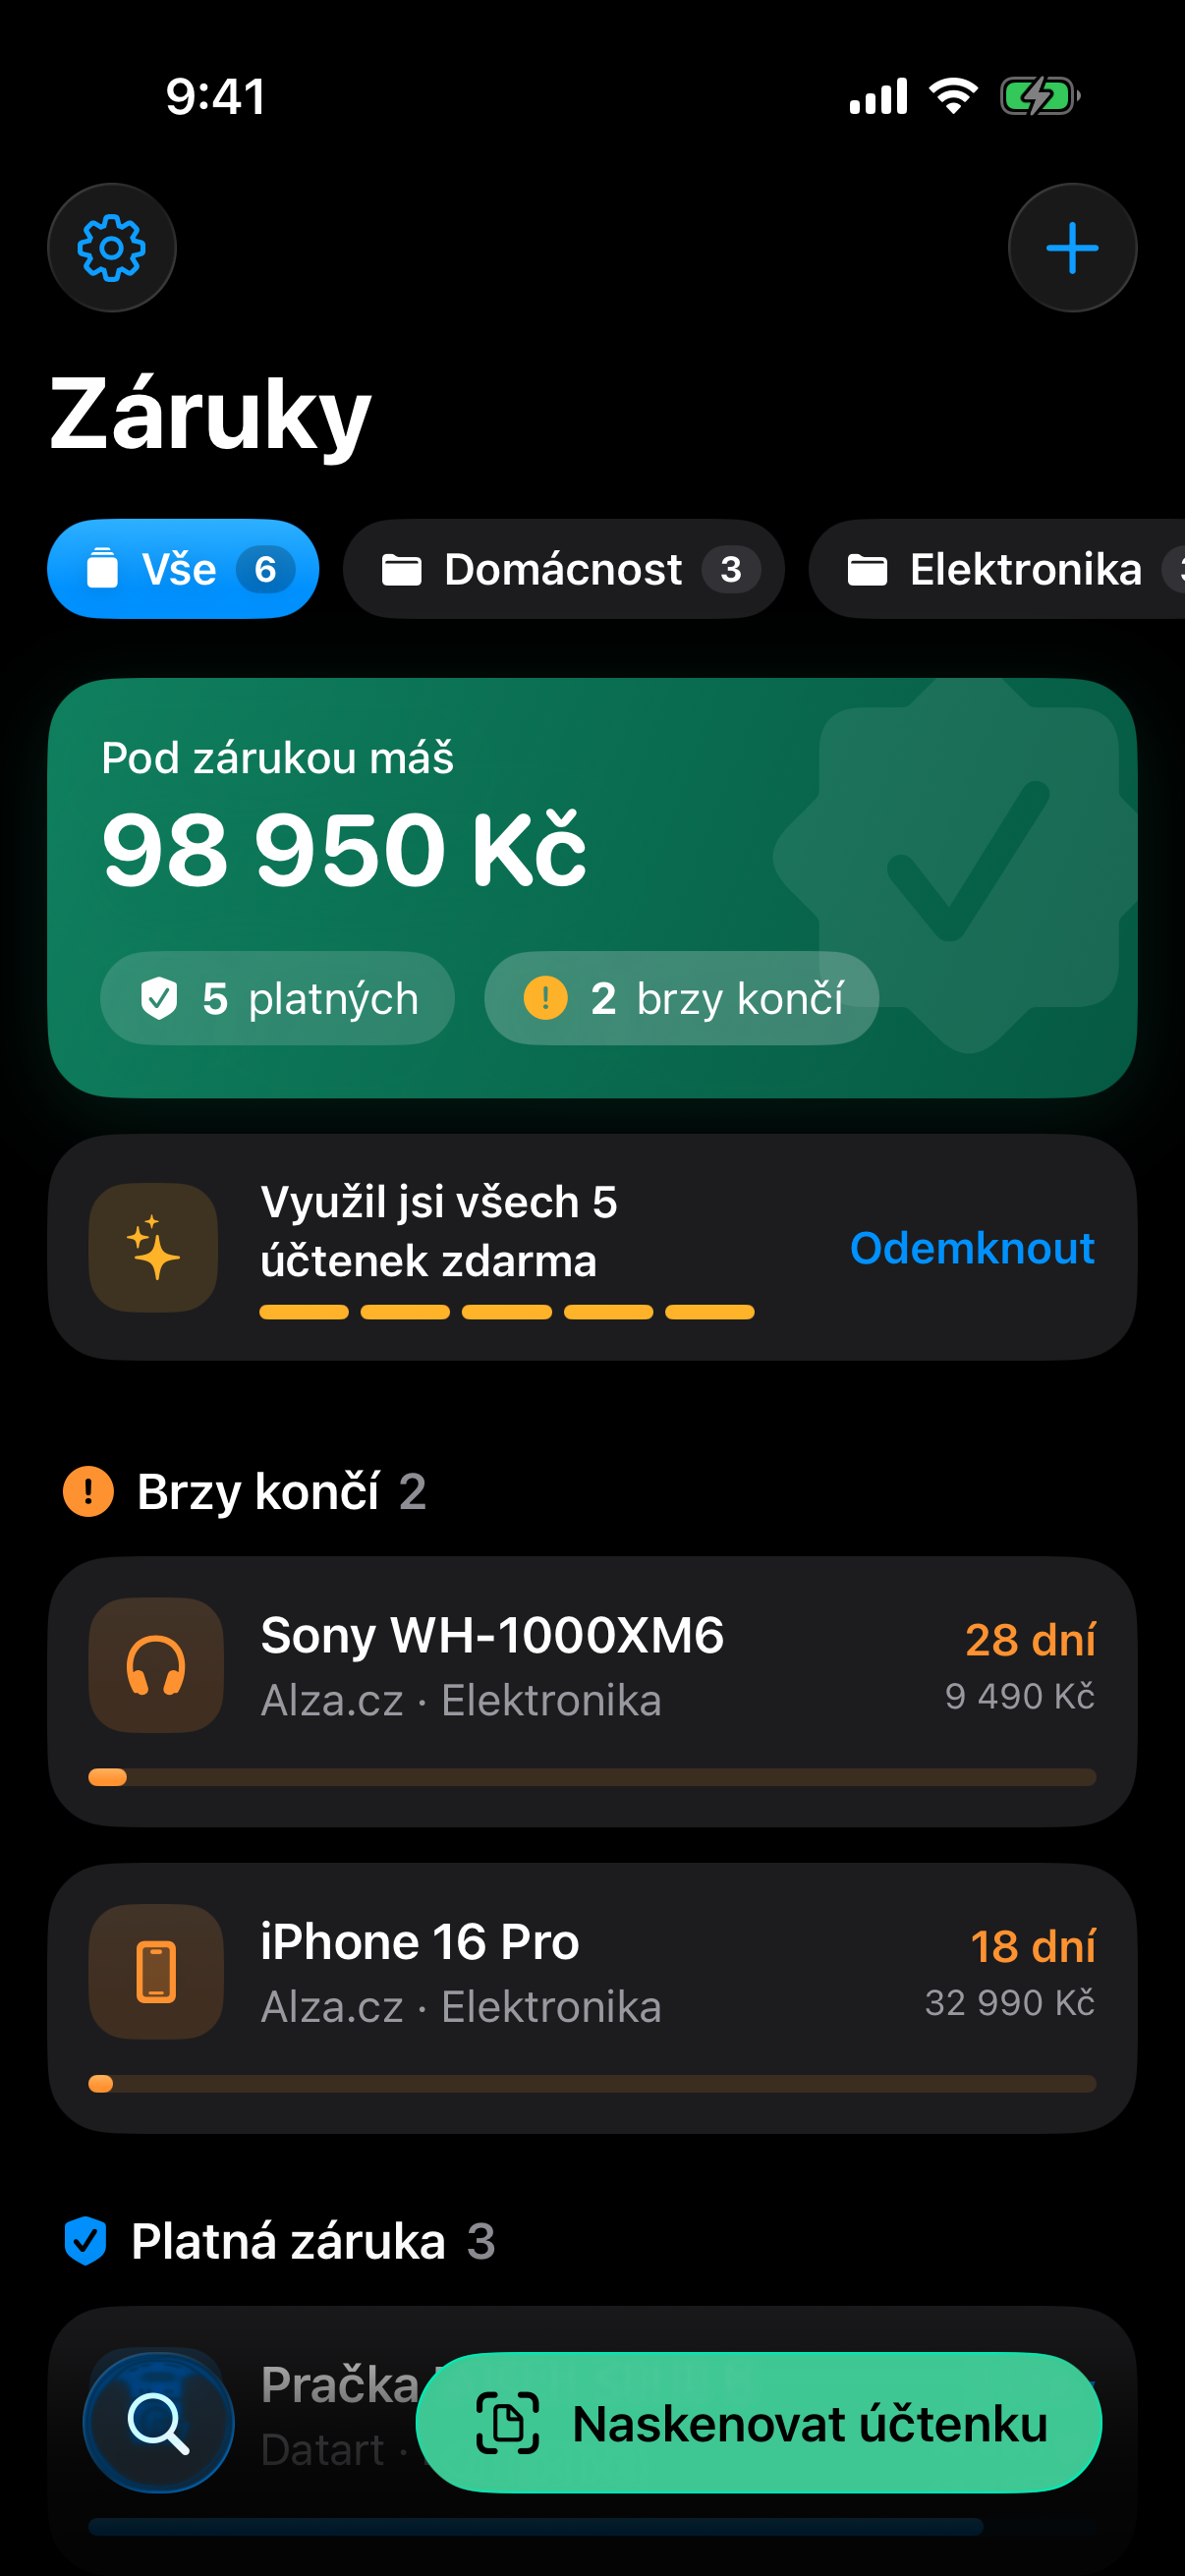 9:41
Záruky
Vše 6
Domácnost 3
Elektronika
Pod zárukou máš
98 950 Kč
5 platných
2 brzy končí
Využil jsi všech 5
účtenek zdarma
Odemknout
Brzy končí 2
Sony WH-1000XM6
28 dní
Alza.cz · Elektronika
9 490 Kč
iPhone 16 Pro
18 dní
Alza.cz · Elektronika
32 990 Kč
Platná záruka 3
Pračka
Datart ·
Naskenovat účtenku